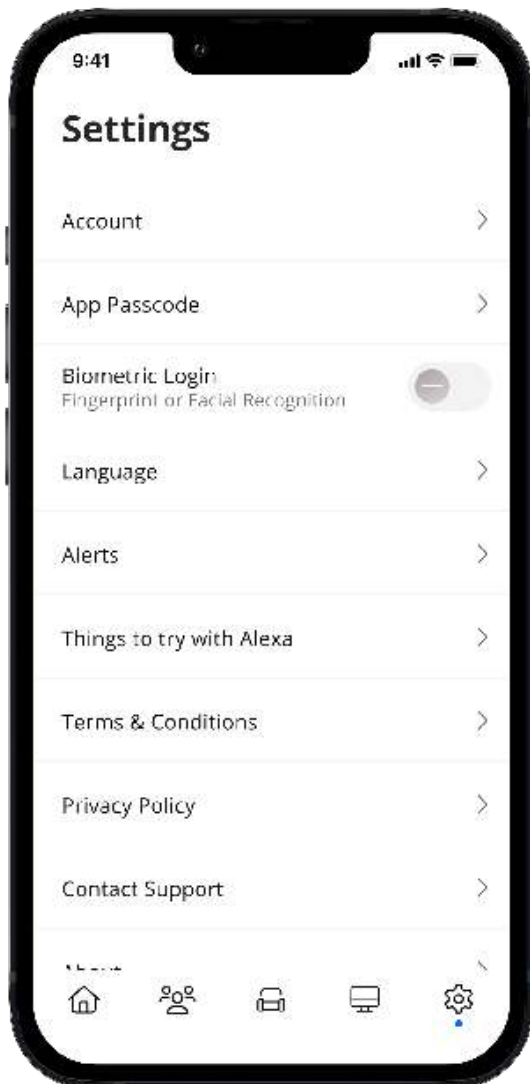 9:41
Settings
Account
App Passcode
Biometric Login
Fingerprint or Facial Recognition
Language
Alerts
Things to try with Alexa
Terms & Conditions
Privacy Policy
Contact Support